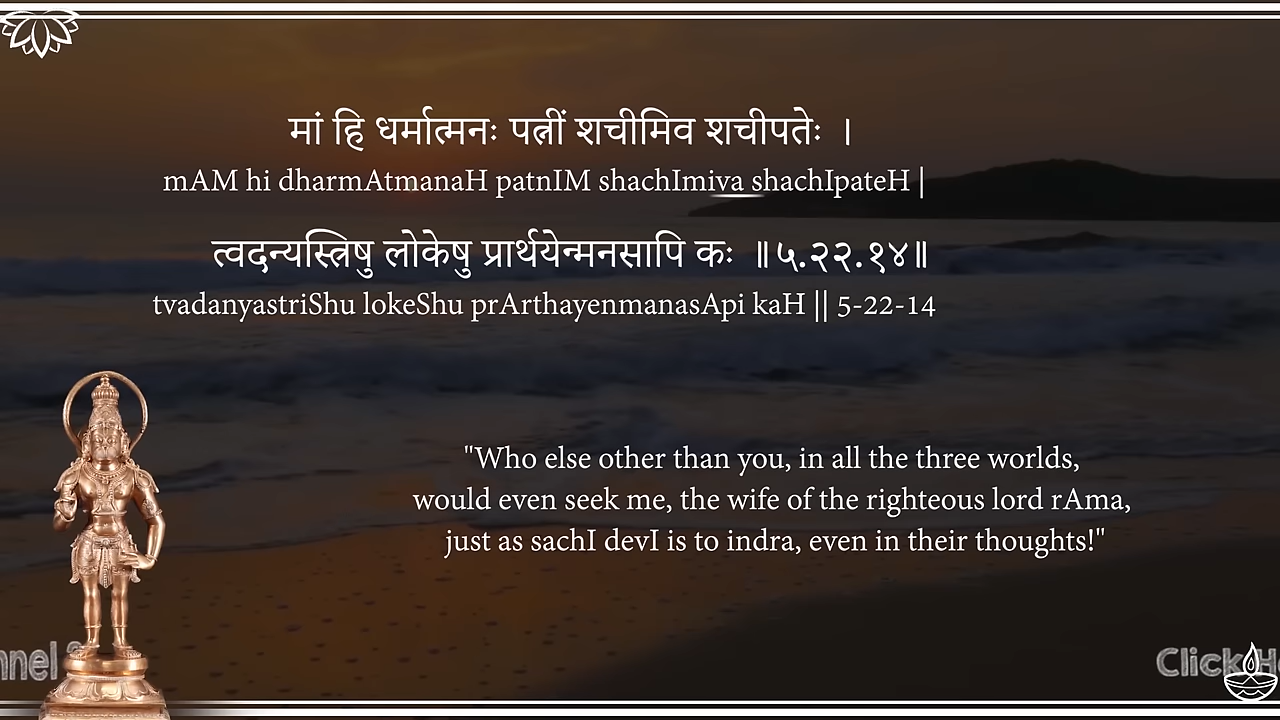 मां हि धर्मात्मनः पत्नीं शचीमिव शचीपतेः ।
mAM hi dharmAtmanaH patnIM shachImiva shachIpateH |
त्वदन्यस्त्रिषु लोकेषु प्रार्थयेन्मनसापि कः ॥५.२२.१४॥
tvadanyastriShu lokeShu prArthayenmanasApi kaH || 5-22-14
"Who else other than you, in all the three worlds,
would even seek me, the wife of the righteous lord rAma,
just as sachI devI is to indra, even in their thoughts!"
Click